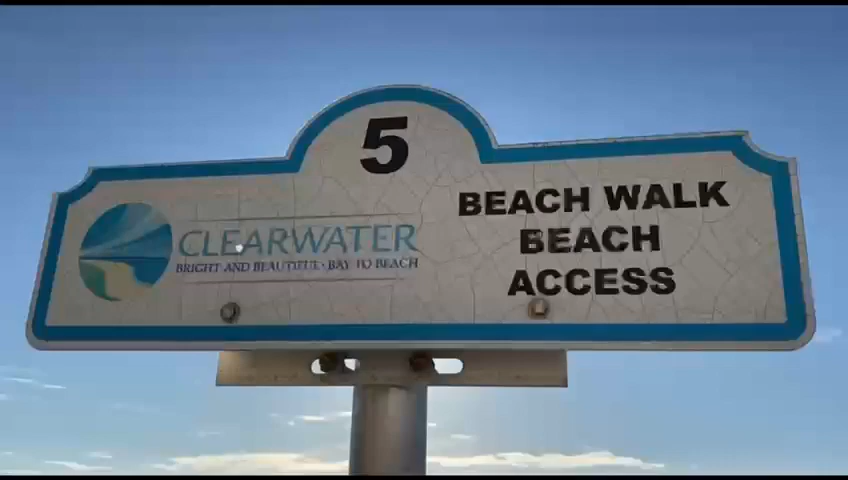 5
CLEARWATER
BRIGHT AND BEAUTIFUL · BAY TO BEACH
BEACH WALK
BEACH
ACCESS